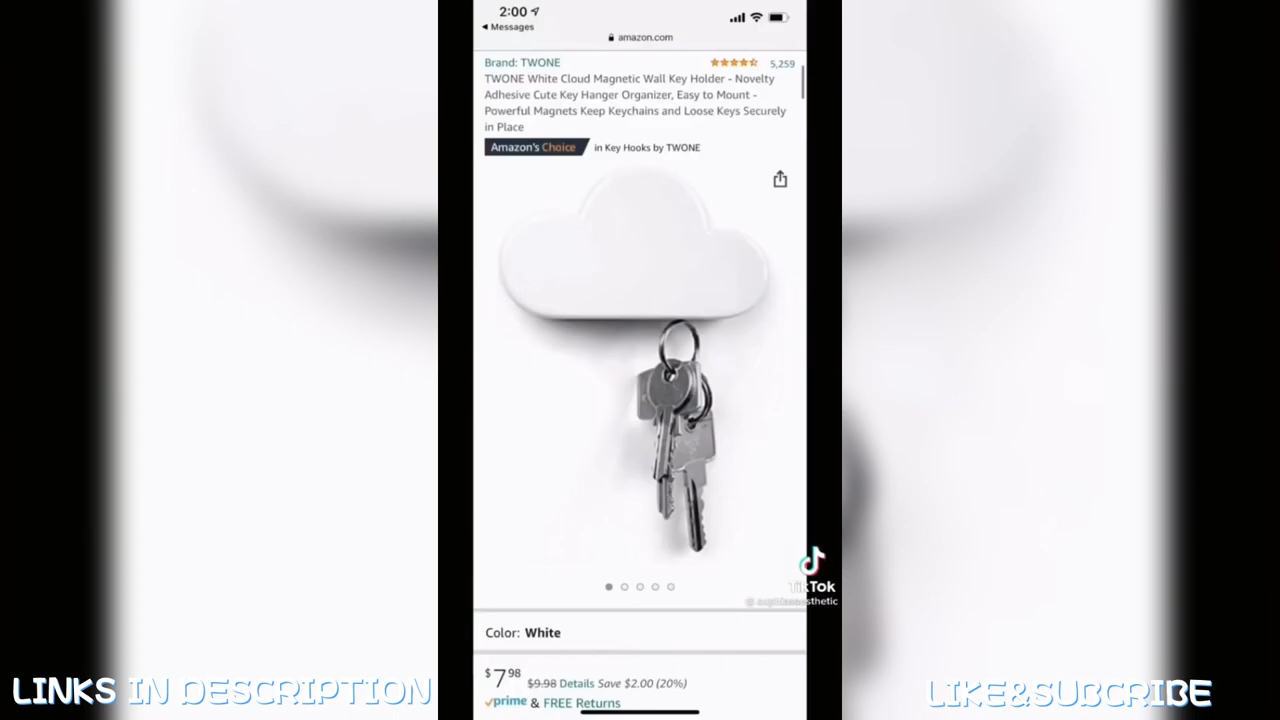 2:00
Messages
amazon.com
Brand: TWONE
5,259
TWONE White Cloud Magnetic Wall Key Holder - Novelty
Adhesive Cute Key Hanger Organizer, Easy to Mount -
Powerful Magnets Keep Keychains and Loose Keys Securely
in Place
Amazon's Choice in Key Hooks by TWONE
TikTok
Color: White
$7.98 $9.98 Details Save $2.00 (20%)
prime & FREE Returns
LINKS IN DESCRIPTION
LIKE&SUBCRIBE